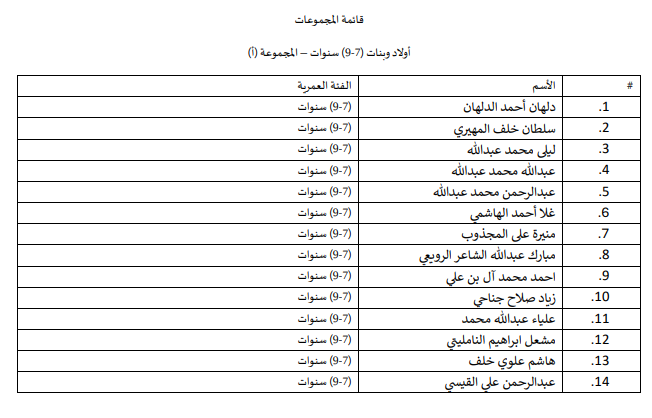 قائمة المجموعات
أولاد وبنات (7-9) سنوات – المجموعة (أ)
# الأسم الفئة العمرية
1. دلهان أحمد الدلهان (7-9) سنوات
2. سلطان خلف المهيري (7-9) سنوات
3. ليلى محمد عبدالله (7-9) سنوات
4. عبدالله محمد عبدالله (7-9) سنوات
5. عبدالرحمن محمد عبدالله (7-9) سنوات
6. غلا أحمد الهاشمي (7-9) سنوات
7. منيرة على المجذوب (7-9) سنوات
8. مبارك عبدالله الشاعر الرويعي (7-9) سنوات
9. احمد محمد آل بن علي (7-9) سنوات
10. زياد صلاح جناحي (7-9) سنوات
11. علياء عبدالله محمد (7-9) سنوات
12. مشعل ابراهيم النامليتي (7-9) سنوات
13. هاشم علوي خلف (7-9) سنوات
14. عبدالرحمن علي القيسي (7-9) سنوات